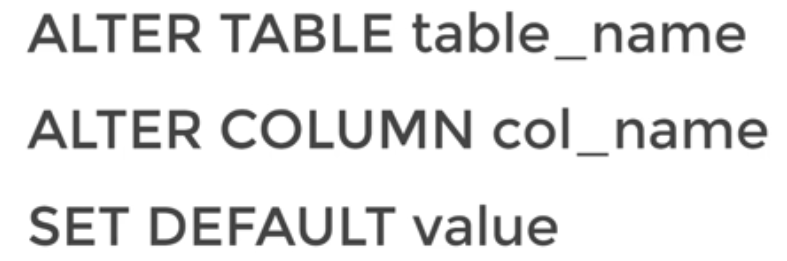 ALTER TABLE table_name
ALTER COLUMN col_name
SET DEFAULT value